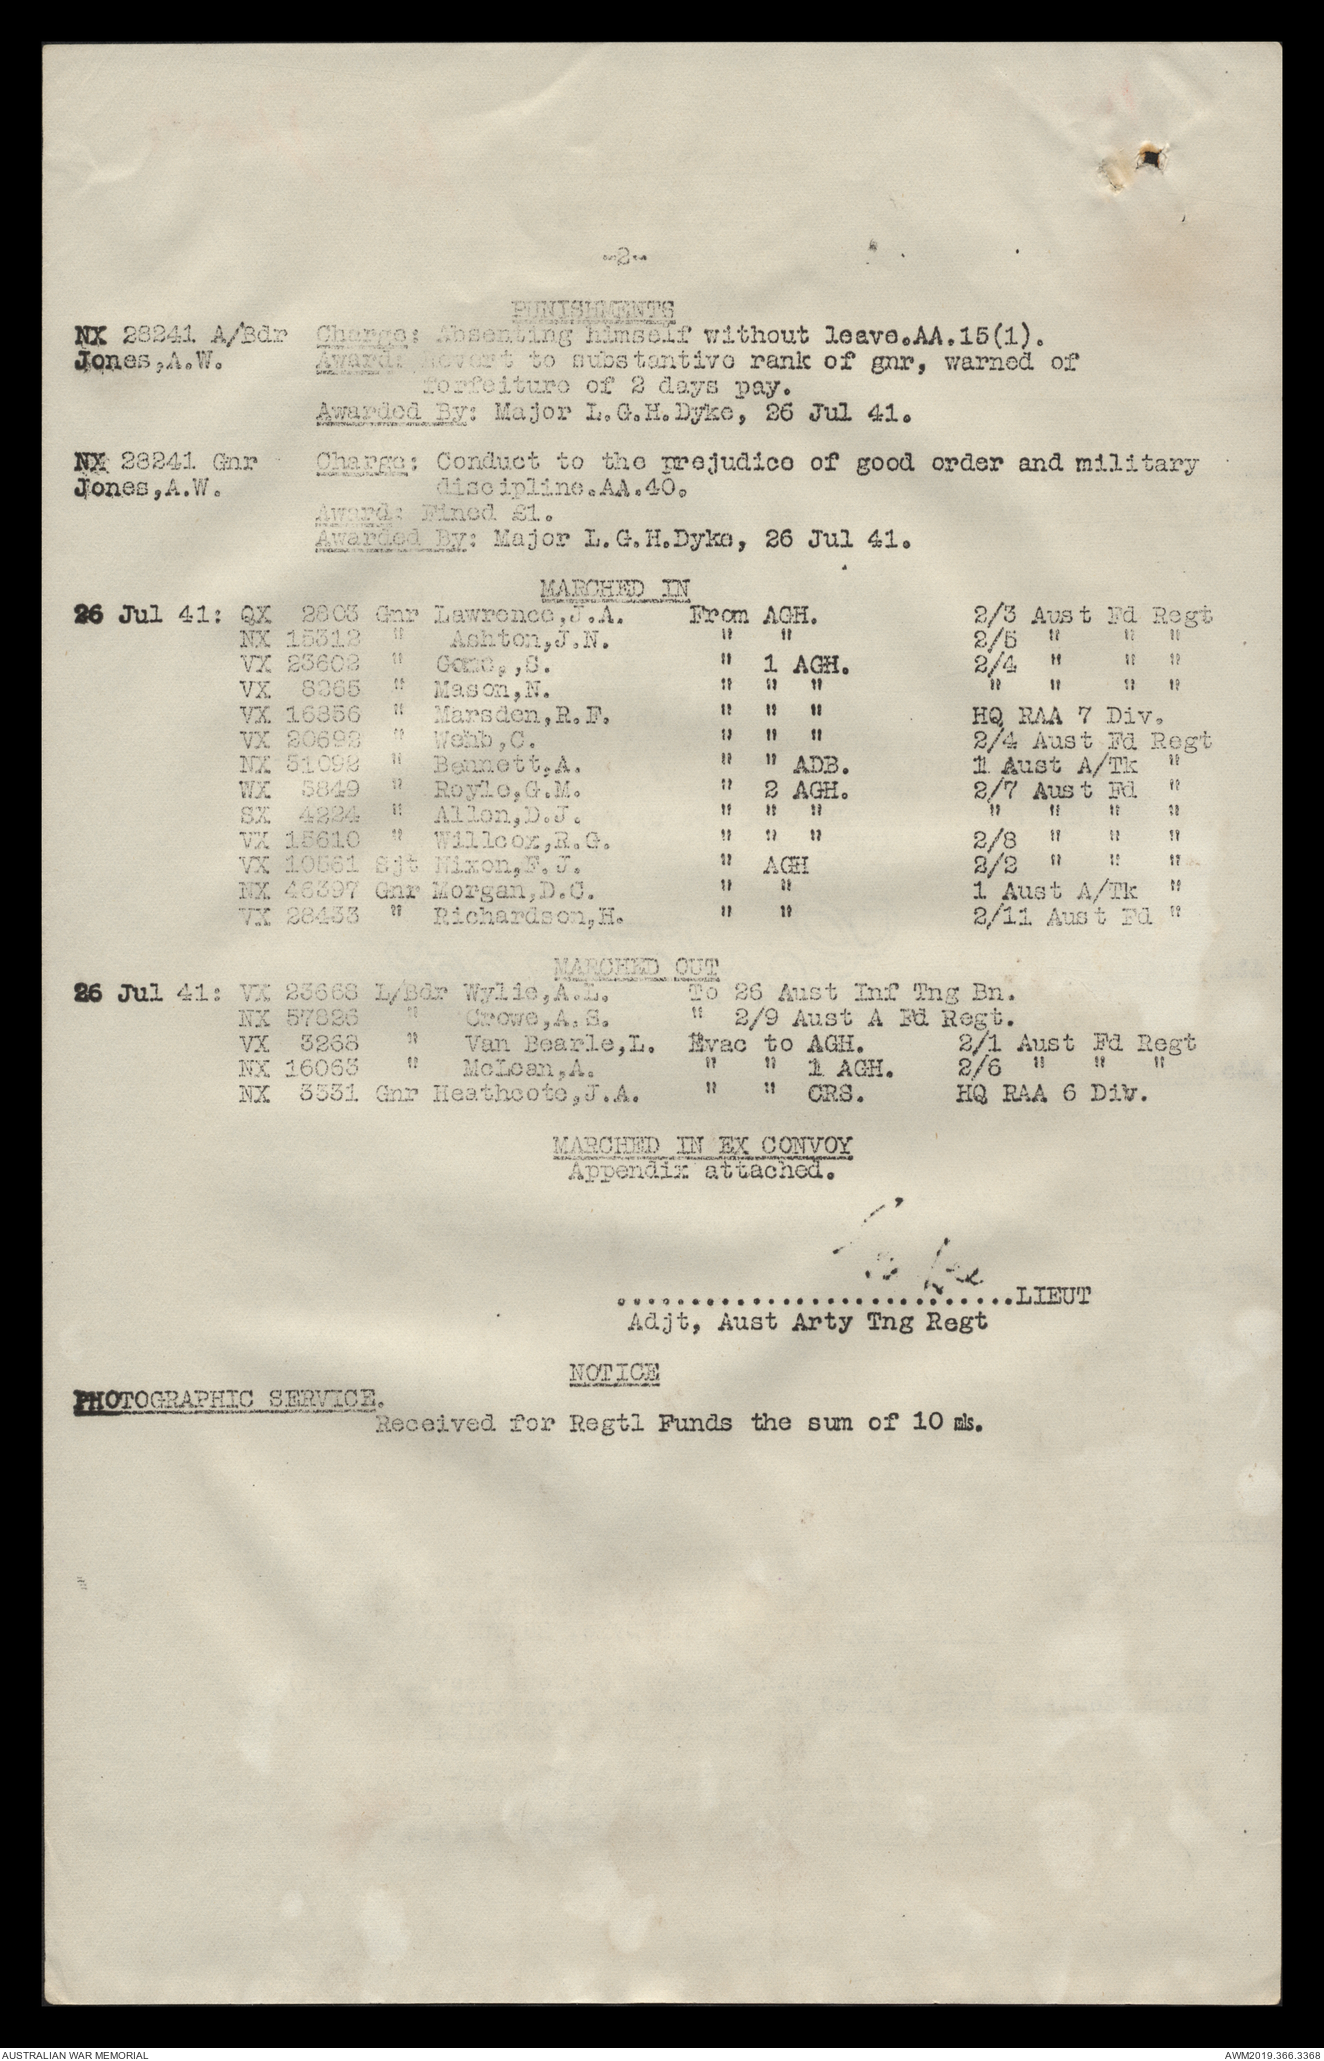 -2-
PUNISHMENTS
NX 28241 A/Bdr Charge: Absenting himself without leave.AA.15(1).
Jones,A.W. Award: Revert to substantive rank of gnr, warned of
forfeiture of 2 days pay.
Awarded By: Major L.G.H.Dyke, 26 Jul 41.
NX 28241 Gnr Charge: Conduct to the prejudice of good order and military
Jones,A.W. discipline.AA.40.
Award: Fined £1.
Awarded By: Major L.G.H.Dyke, 26 Jul 41.
MARCHED IN
26 Jul 41: QX 2803 Gnr Lawrence,J.A. From AGH. 2/3 Aust Fd Regt
NX 15312 " Ashton,J.N. " " 2/5 " " "
VX 23602 " ,S. " 1 AGH. 2/4 " " "
VX 8365 " Mason,N. " " " " " " "
VX 16856 " Marsden,R.F. " " " HQ RAA 7 Div.
VX 20692 " Webb,C. " " " 2/4 Aust Fd Regt
NX 51092 " Bennett,A. " " ADB. 1 Aust A/Tk "
WX 3849 " Royle,G.M. " 2 AGH. 2/7 Aust Fd "
SX 4224 " Allen,D.J. " " " " " " "
VX 15610 " Willcox,R.G. " " " 2/8 " " "
VX 10561 Sjt Nixon,F.J. " AGH 2/2 " " "
NX 46397 Gnr Morgan,D.C. " " 1 Aust A/Tk "
VX 28433 " Richardson,H. " " 2/11 Aust Fd "
MARCHED OUT
26 Jul 41: VX 23668 L/Bdr Wylie,A.L. To 26 Aust Inf Tng Bn.
NX 57826 " Crowe,A.S. " 2/9 Aust A Fd Regt.
VX 3268 " Van Bearle,L. Evac to AGH. 2/1 Aust Fd Regt
NX 16063 " McLean,A. " " 1 AGH. 2/6 " " "
NX 3531 Gnr Heathcote,J.A. " " CRS. HQ RAA 6 Div.
MARCHED IN EX CONVOY
Appendix attached.
...........................LIEUT
Adjt, Aust Arty Tng Regt
NOTICE
PHOTOGRAPHIC SERVICE.
Received for Regtl Funds the sum of 10 mls.
AUSTRALIAN WAR MEMORIAL
AWM2019.366.3368